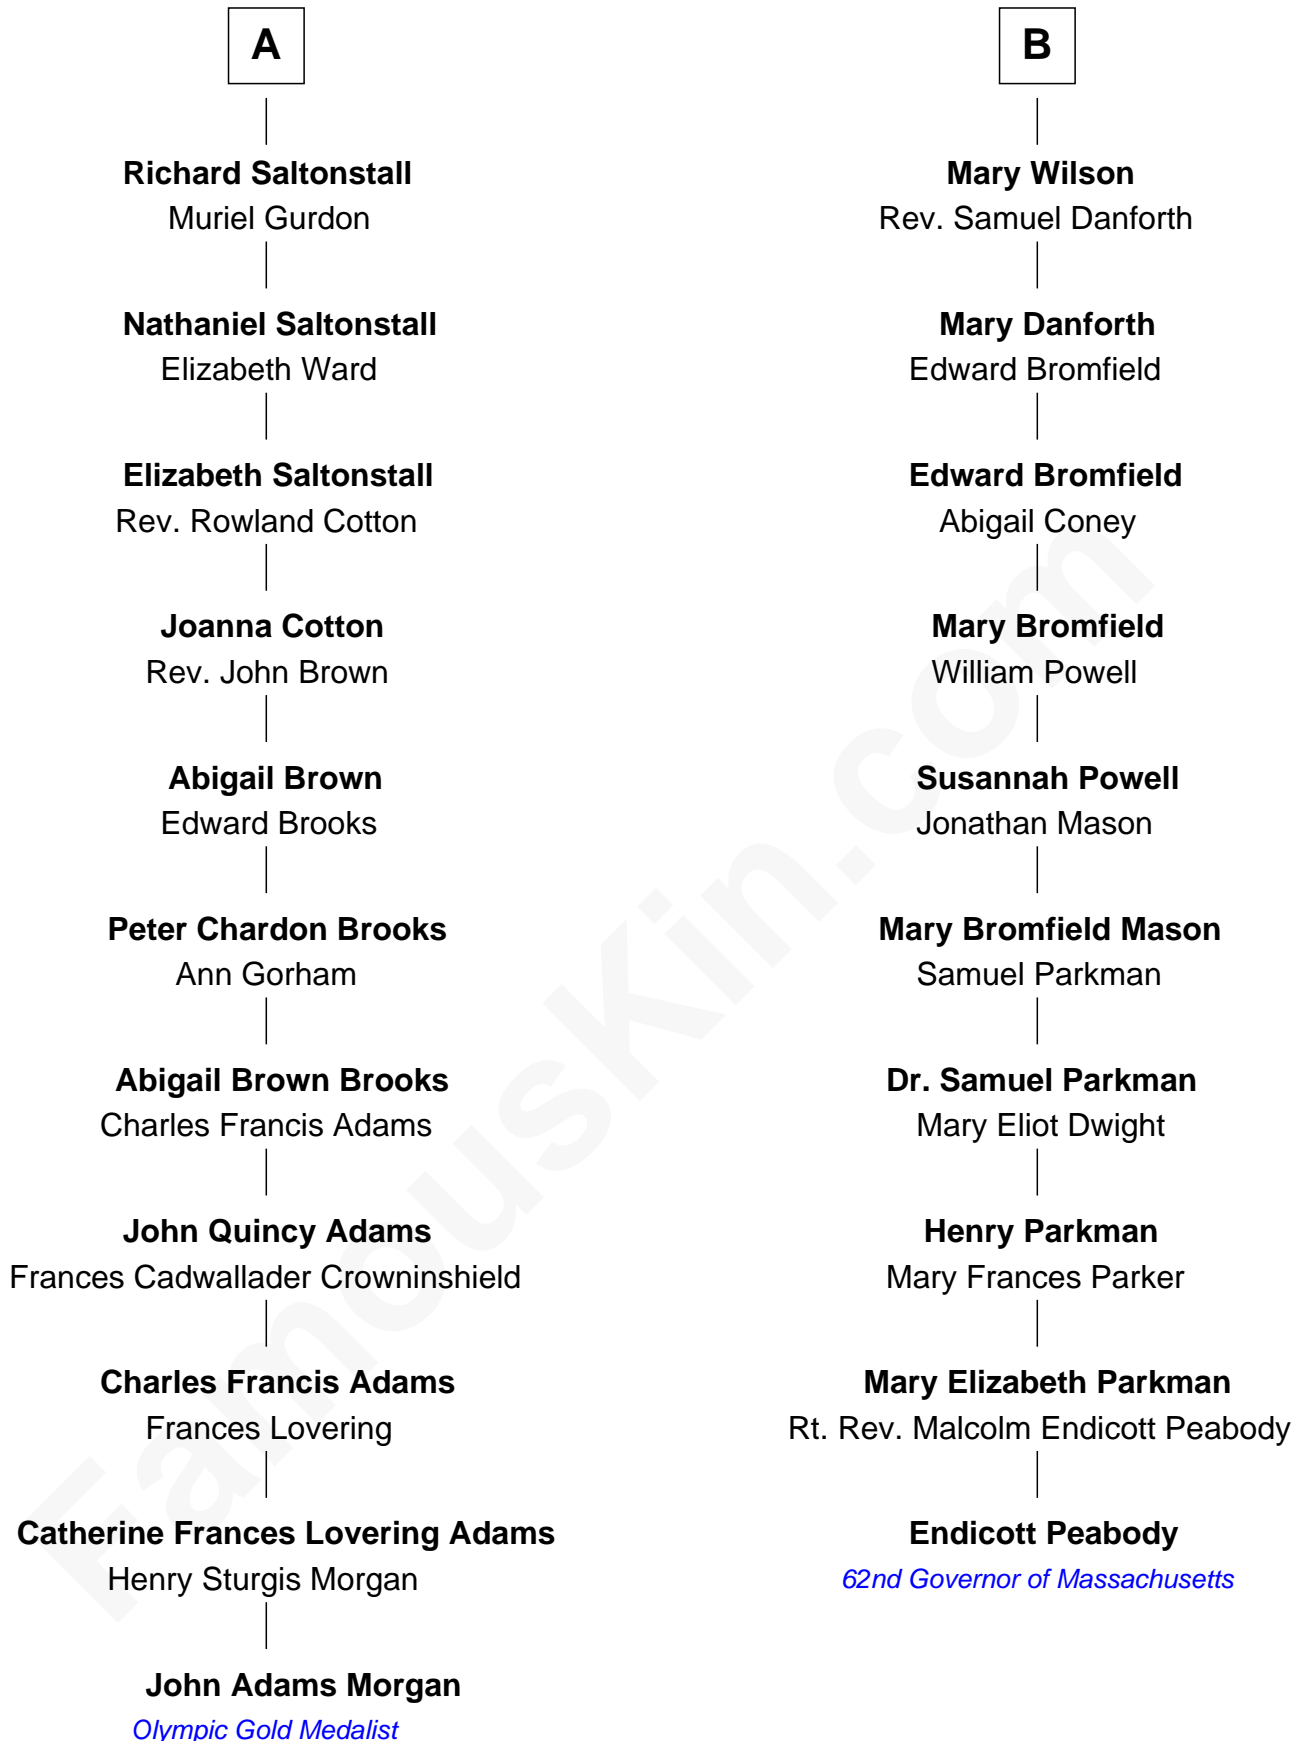 A
Richard Saltonstall
Muriel Gurdon
Nathaniel Saltonstall
Elizabeth Ward
Elizabeth Saltonstall
Rev. Rowland Cotton
Joanna Cotton
Rev. John Brown
Abigail Brown
Edward Brooks
Peter Chardon Brooks
Ann Gorham
Abigail Brown Brooks
Charles Francis Adams
John Quincy Adams
Frances Cadwallader Crowninshield
Charles Francis Adams
Frances Lovering
Catherine Frances Lovering Adams
Henry Sturgis Morgan
John Adams Morgan
Olympic Gold Medalist
B
Mary Wilson
Rev. Samuel Danforth
Mary Danforth
Edward Bromfield
Edward Bromfield
Abigail Coney
Mary Bromfield
William Powell
Susannah Powell
Jonathan Mason
Mary Bromfield Mason
Samuel Parkman
Dr. Samuel Parkman
Mary Eliot Dwight
Henry Parkman
Mary Frances Parker
Mary Elizabeth Parkman
Rt. Rev. Malcolm Endicott Peabody
Endicott Peabody
62nd Governor of Massachusetts
FamousKin.com